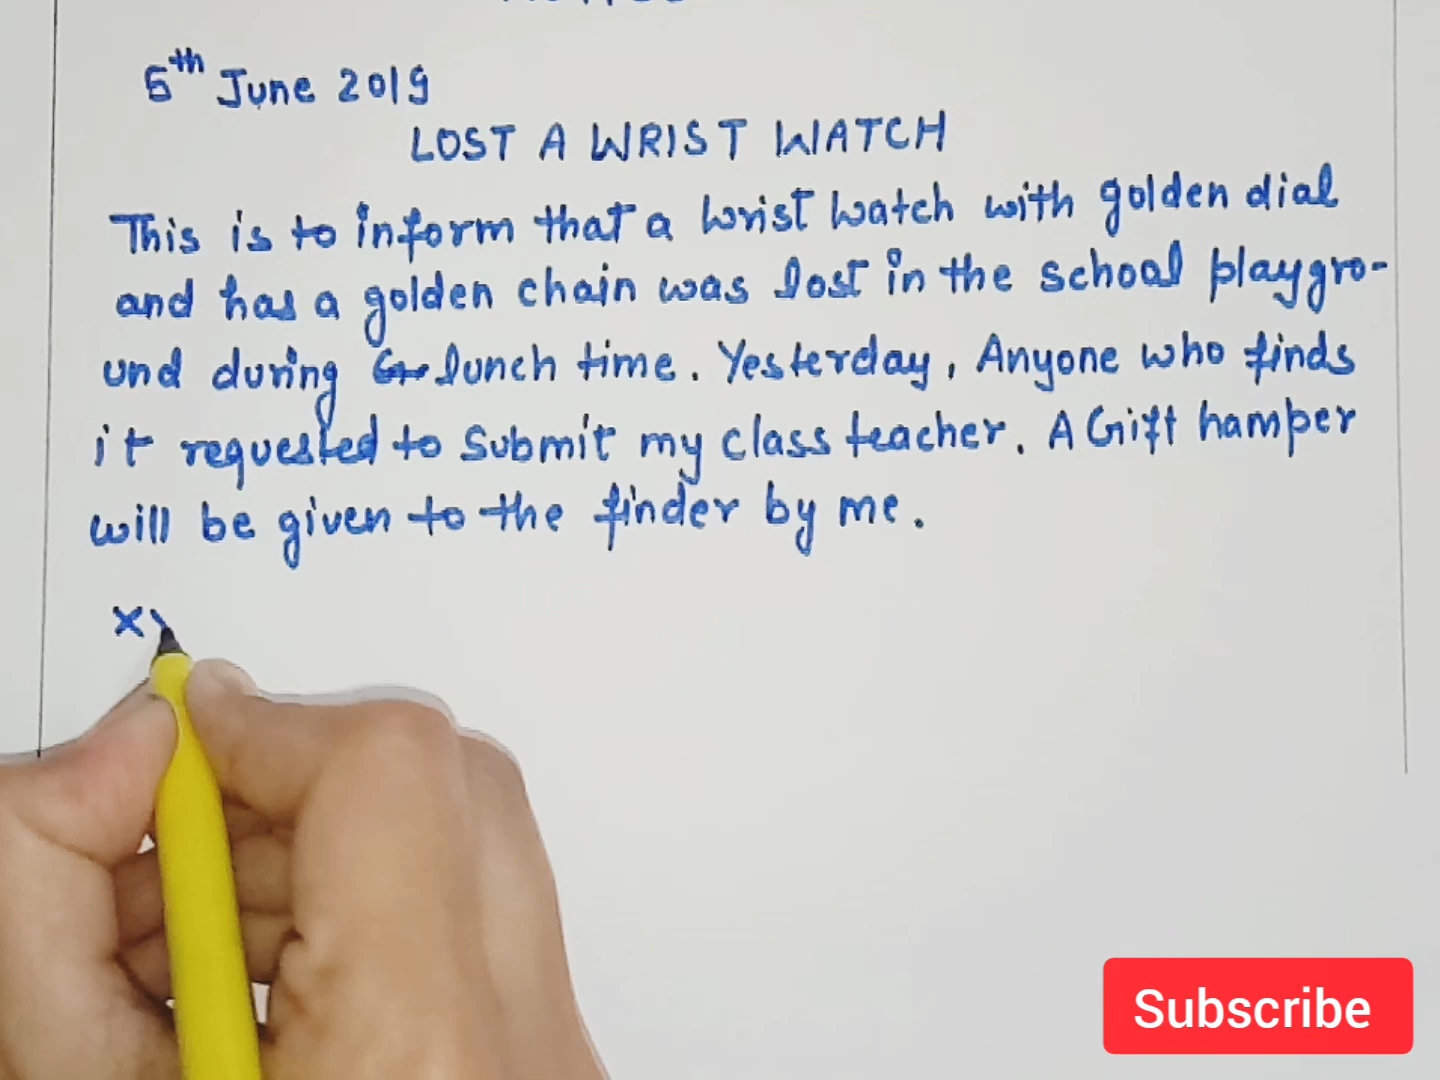 5th June 2019
LOST A WRIST WATCH
This is to inform that a wrist watch with golden dial
and has a golden chain was lost in the school playgro-
und during lunch time. Yesterday, Anyone who finds
it requested to submit my class teacher. A Gift hamper
will be given to the finder by me.
XY
Subscribe